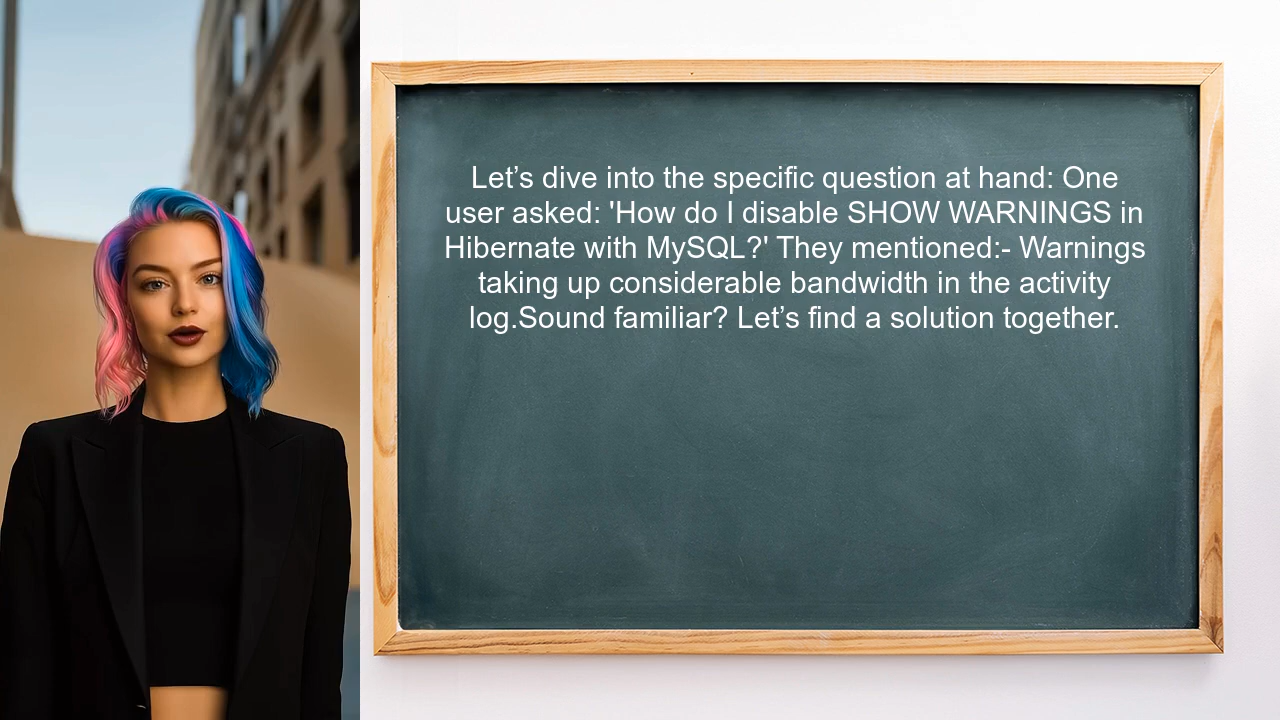 Let’s dive into the specific question at hand: One
user asked: 'How do I disable SHOW WARNINGS in
Hibernate with MySQL?' They mentioned:- Warnings
taking up considerable bandwidth in the activity
log.Sound familiar? Let’s find a solution together.